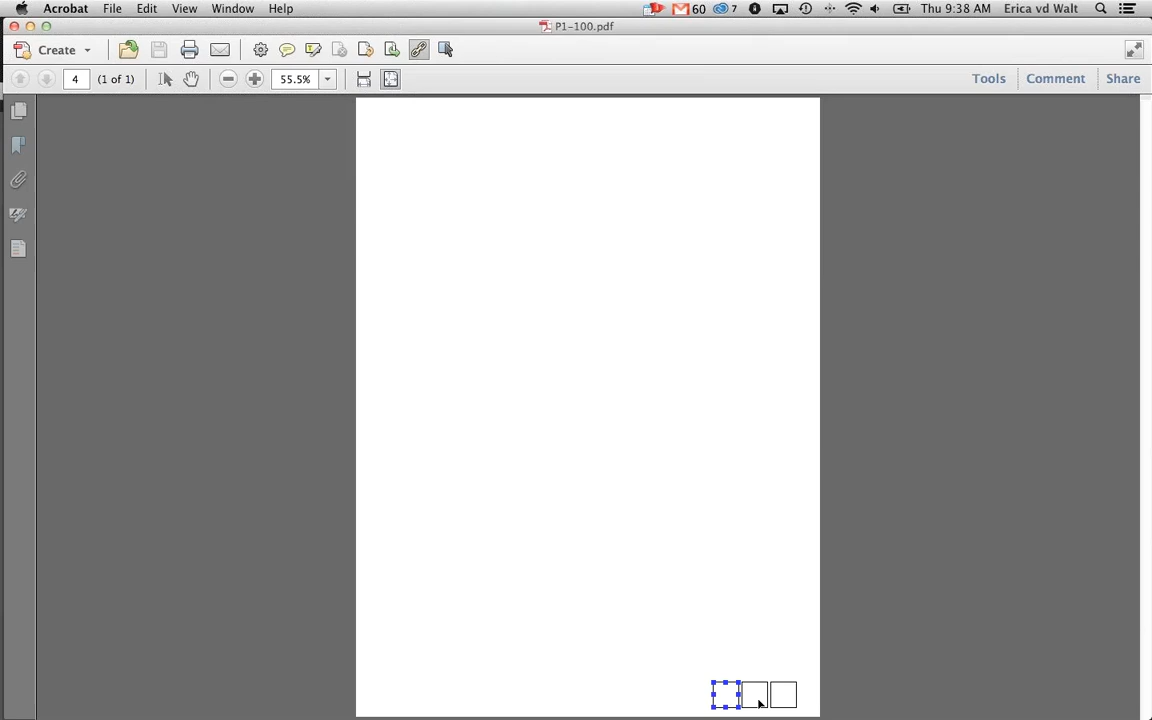 Acrobat File Edit View Window Help 60 7 Thu 9:38 AM Erica vd Walt
P1-100.pdf
Create
4 (1 of 1) 55.5% Tools Comment Share